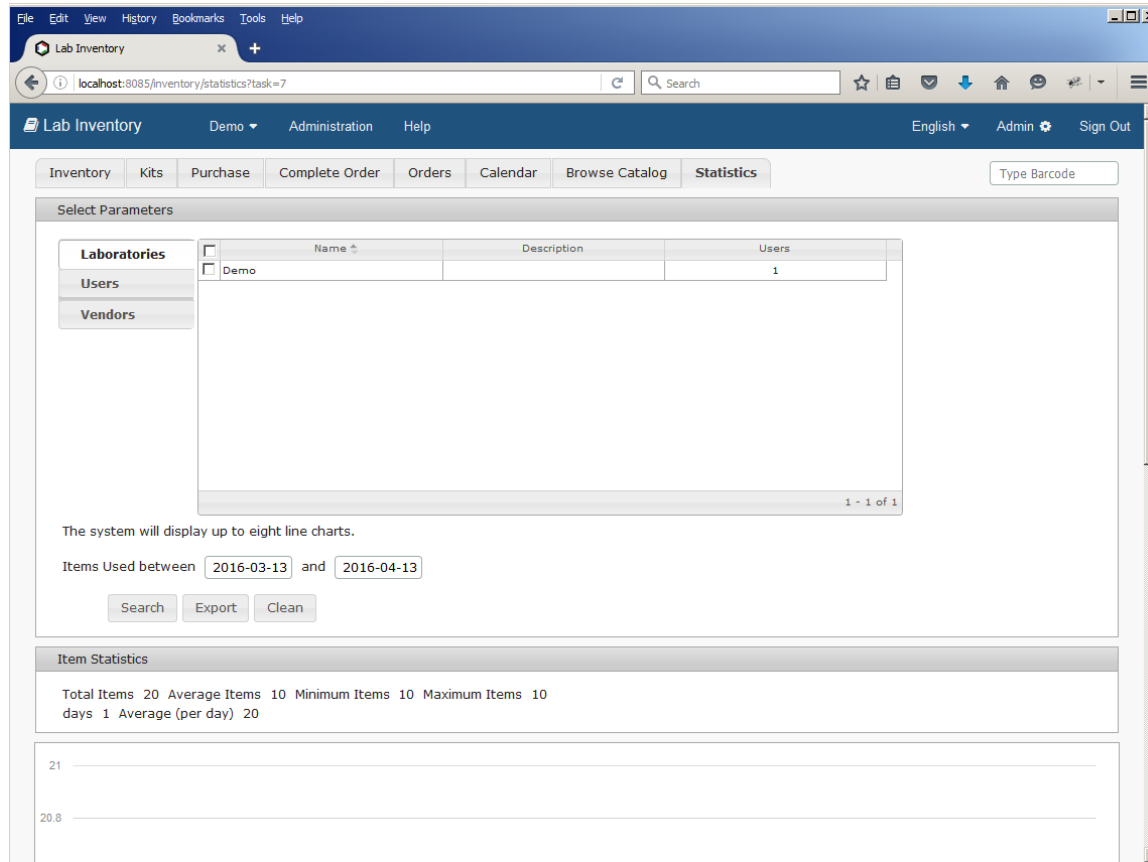 File Edit View History Bookmarks Tools Help
Lab Inventory
localhost:8085/inventory/statistics?task=7
Search
Lab Inventory Demo Administration Help English Admin Sign Out
Inventory Kits Purchase Complete Order Orders Calendar Browse Catalog Statistics Type Barcode
Select Parameters
Laboratories
Users
Vendors
Name Description Users
Demo 1
1 - 1 of 1
The system will display up to eight line charts.
Items Used between 2016-03-13 and 2016-04-13
Search Export Clean
Item Statistics
Total Items 20 Average Items 10 Minimum Items 10 Maximum Items 10
days 1 Average (per day) 20
21
20.8